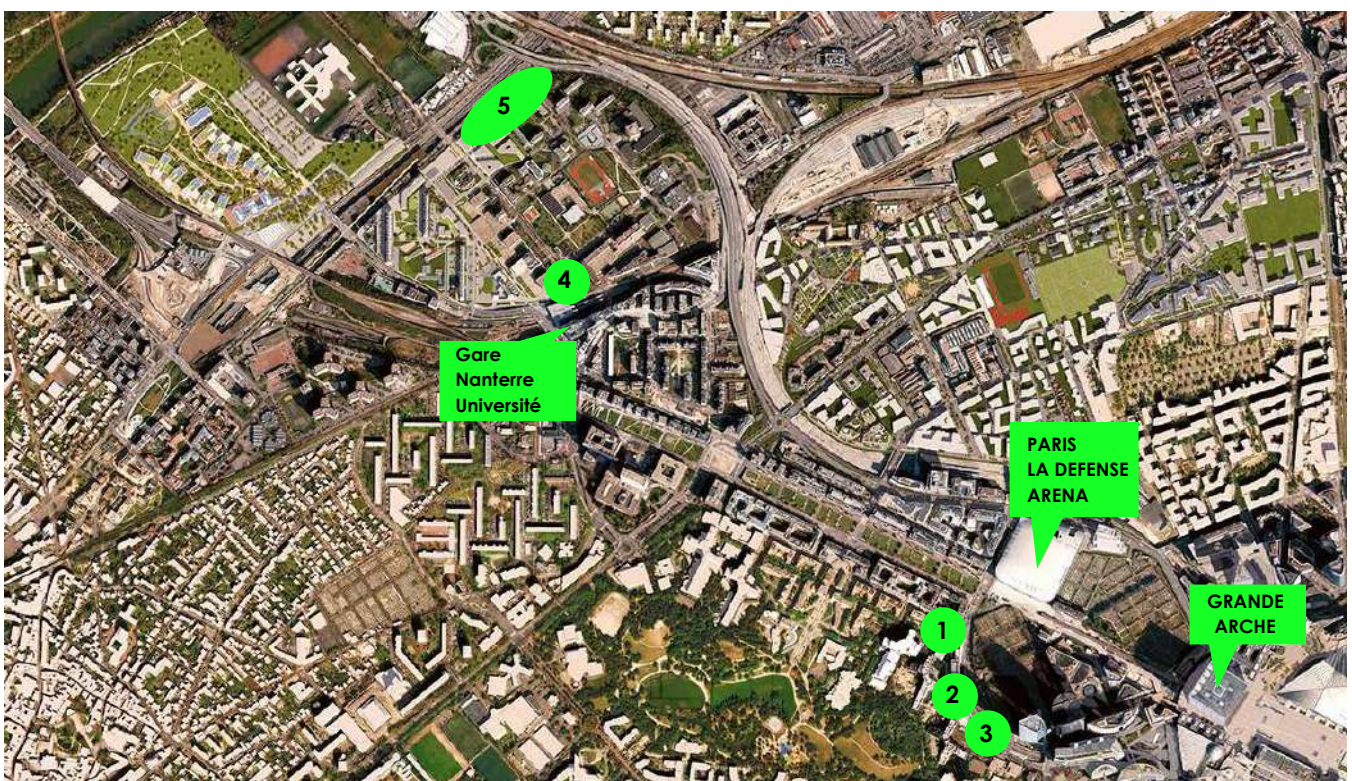 5
4
Gare
Nanterre
Université
PARIS
LA DEFENSE
ARENA
GRANDE
ARCHE
1
2
3